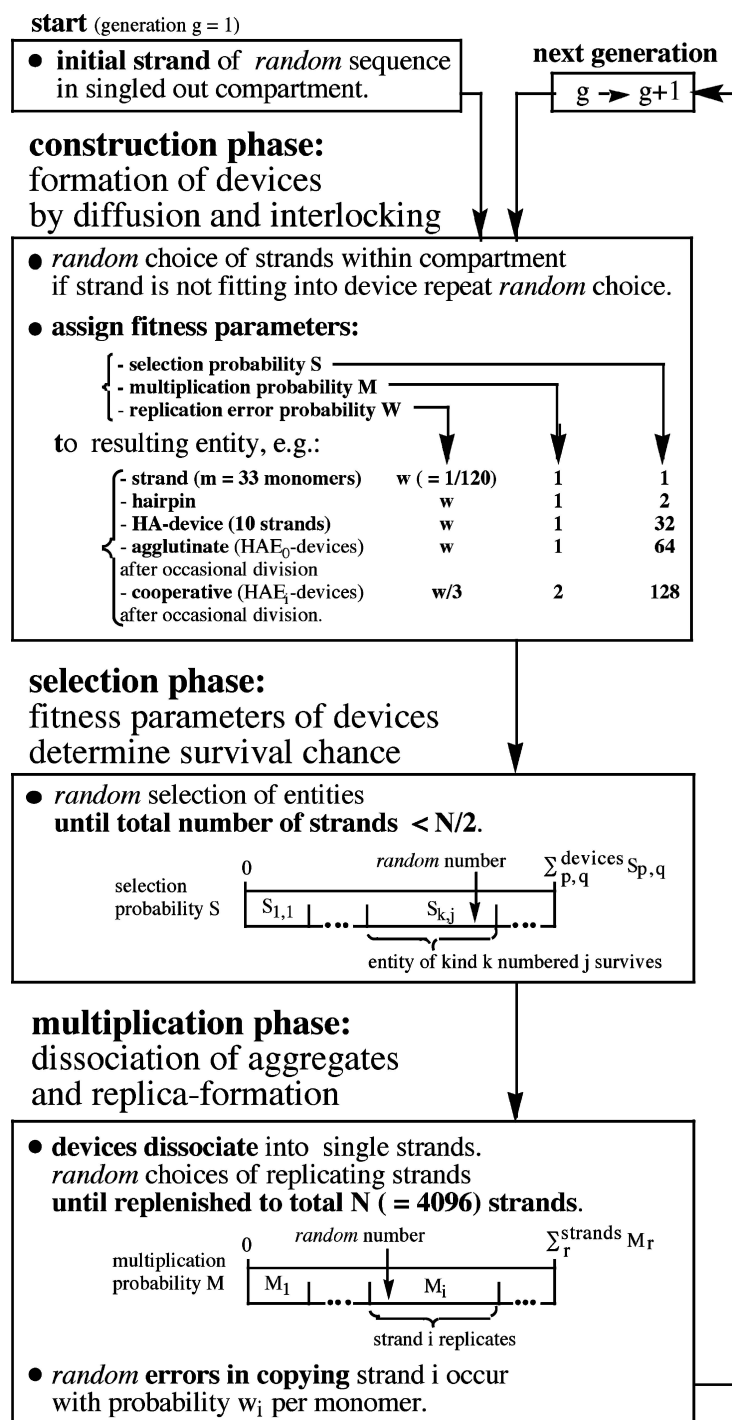 start (generation g = 1)
● initial strand of random sequence
in singled out compartment.
next generation
g → g+1
construction phase:
formation of devices
by diffusion and interlocking
● random choice of strands within compartment
if strand is not fitting into device repeat random choice.
● assign fitness parameters:
- selection probability S
- multiplication probability M
- replication error probability W
to resulting entity, e.g.:
- strand (m = 33 monomers) w ( = 1/120) 1 1
- hairpin w 1 2
- HA-device (10 strands) w 1 32
- agglutinate (HAE₀-devices) w 1 64
after occasional division
- cooperative (HAEᵢ-devices) w/3 2 128
after occasional division.
selection phase:
fitness parameters of devices
determine survival chance
● random selection of entities
until total number of strands < N/2.
0 random number Σ devices p,q Sp,q
selection
probability S S1,1 ... Sk,j ...
entity of kind k numbered j survives
multiplication phase:
dissociation of aggregates
and replica-formation
● devices dissociate into single strands.
random choices of replicating strands
until replenished to total N ( = 4096) strands.
0 random number Σ strands r Mr
multiplication
probability M M1 ... Mi ...
strand i replicates
● random errors in copying strand i occur
with probability wi per monomer.